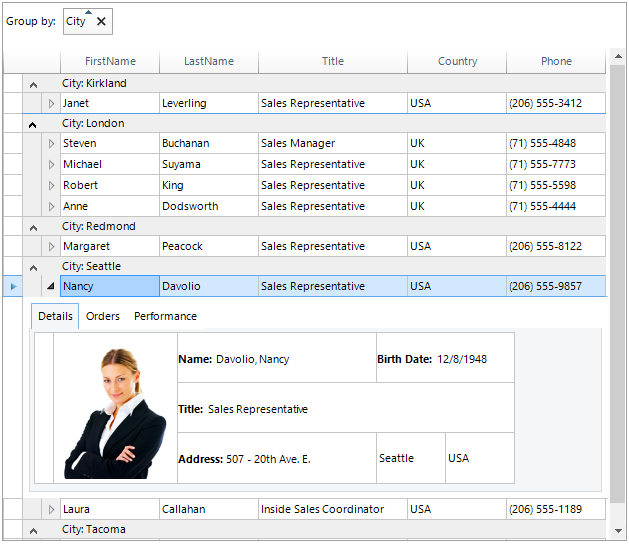 Group by: City
FirstName LastName Title Country Phone
City: Kirkland
Janet Leverling Sales Representative USA (206) 555-3412
City: London
Steven Buchanan Sales Manager UK (71) 555-4848
Michael Suyama Sales Representative UK (71) 555-7773
Robert King Sales Representative UK (71) 555-5598
Anne Dodsworth Sales Representative UK (71) 555-4444
City: Redmond
Margaret Peacock Sales Representative USA (206) 555-8122
City: Seattle
Nancy Davolio Sales Representative USA (206) 555-9857
Details Orders Performance
Name: Davolio, Nancy Birth Date: 12/8/1948
Title: Sales Representative
Address: 507 - 20th Ave. E. Seattle USA
Laura Callahan Inside Sales Coordinator USA (206) 555-1189
City: Tacoma